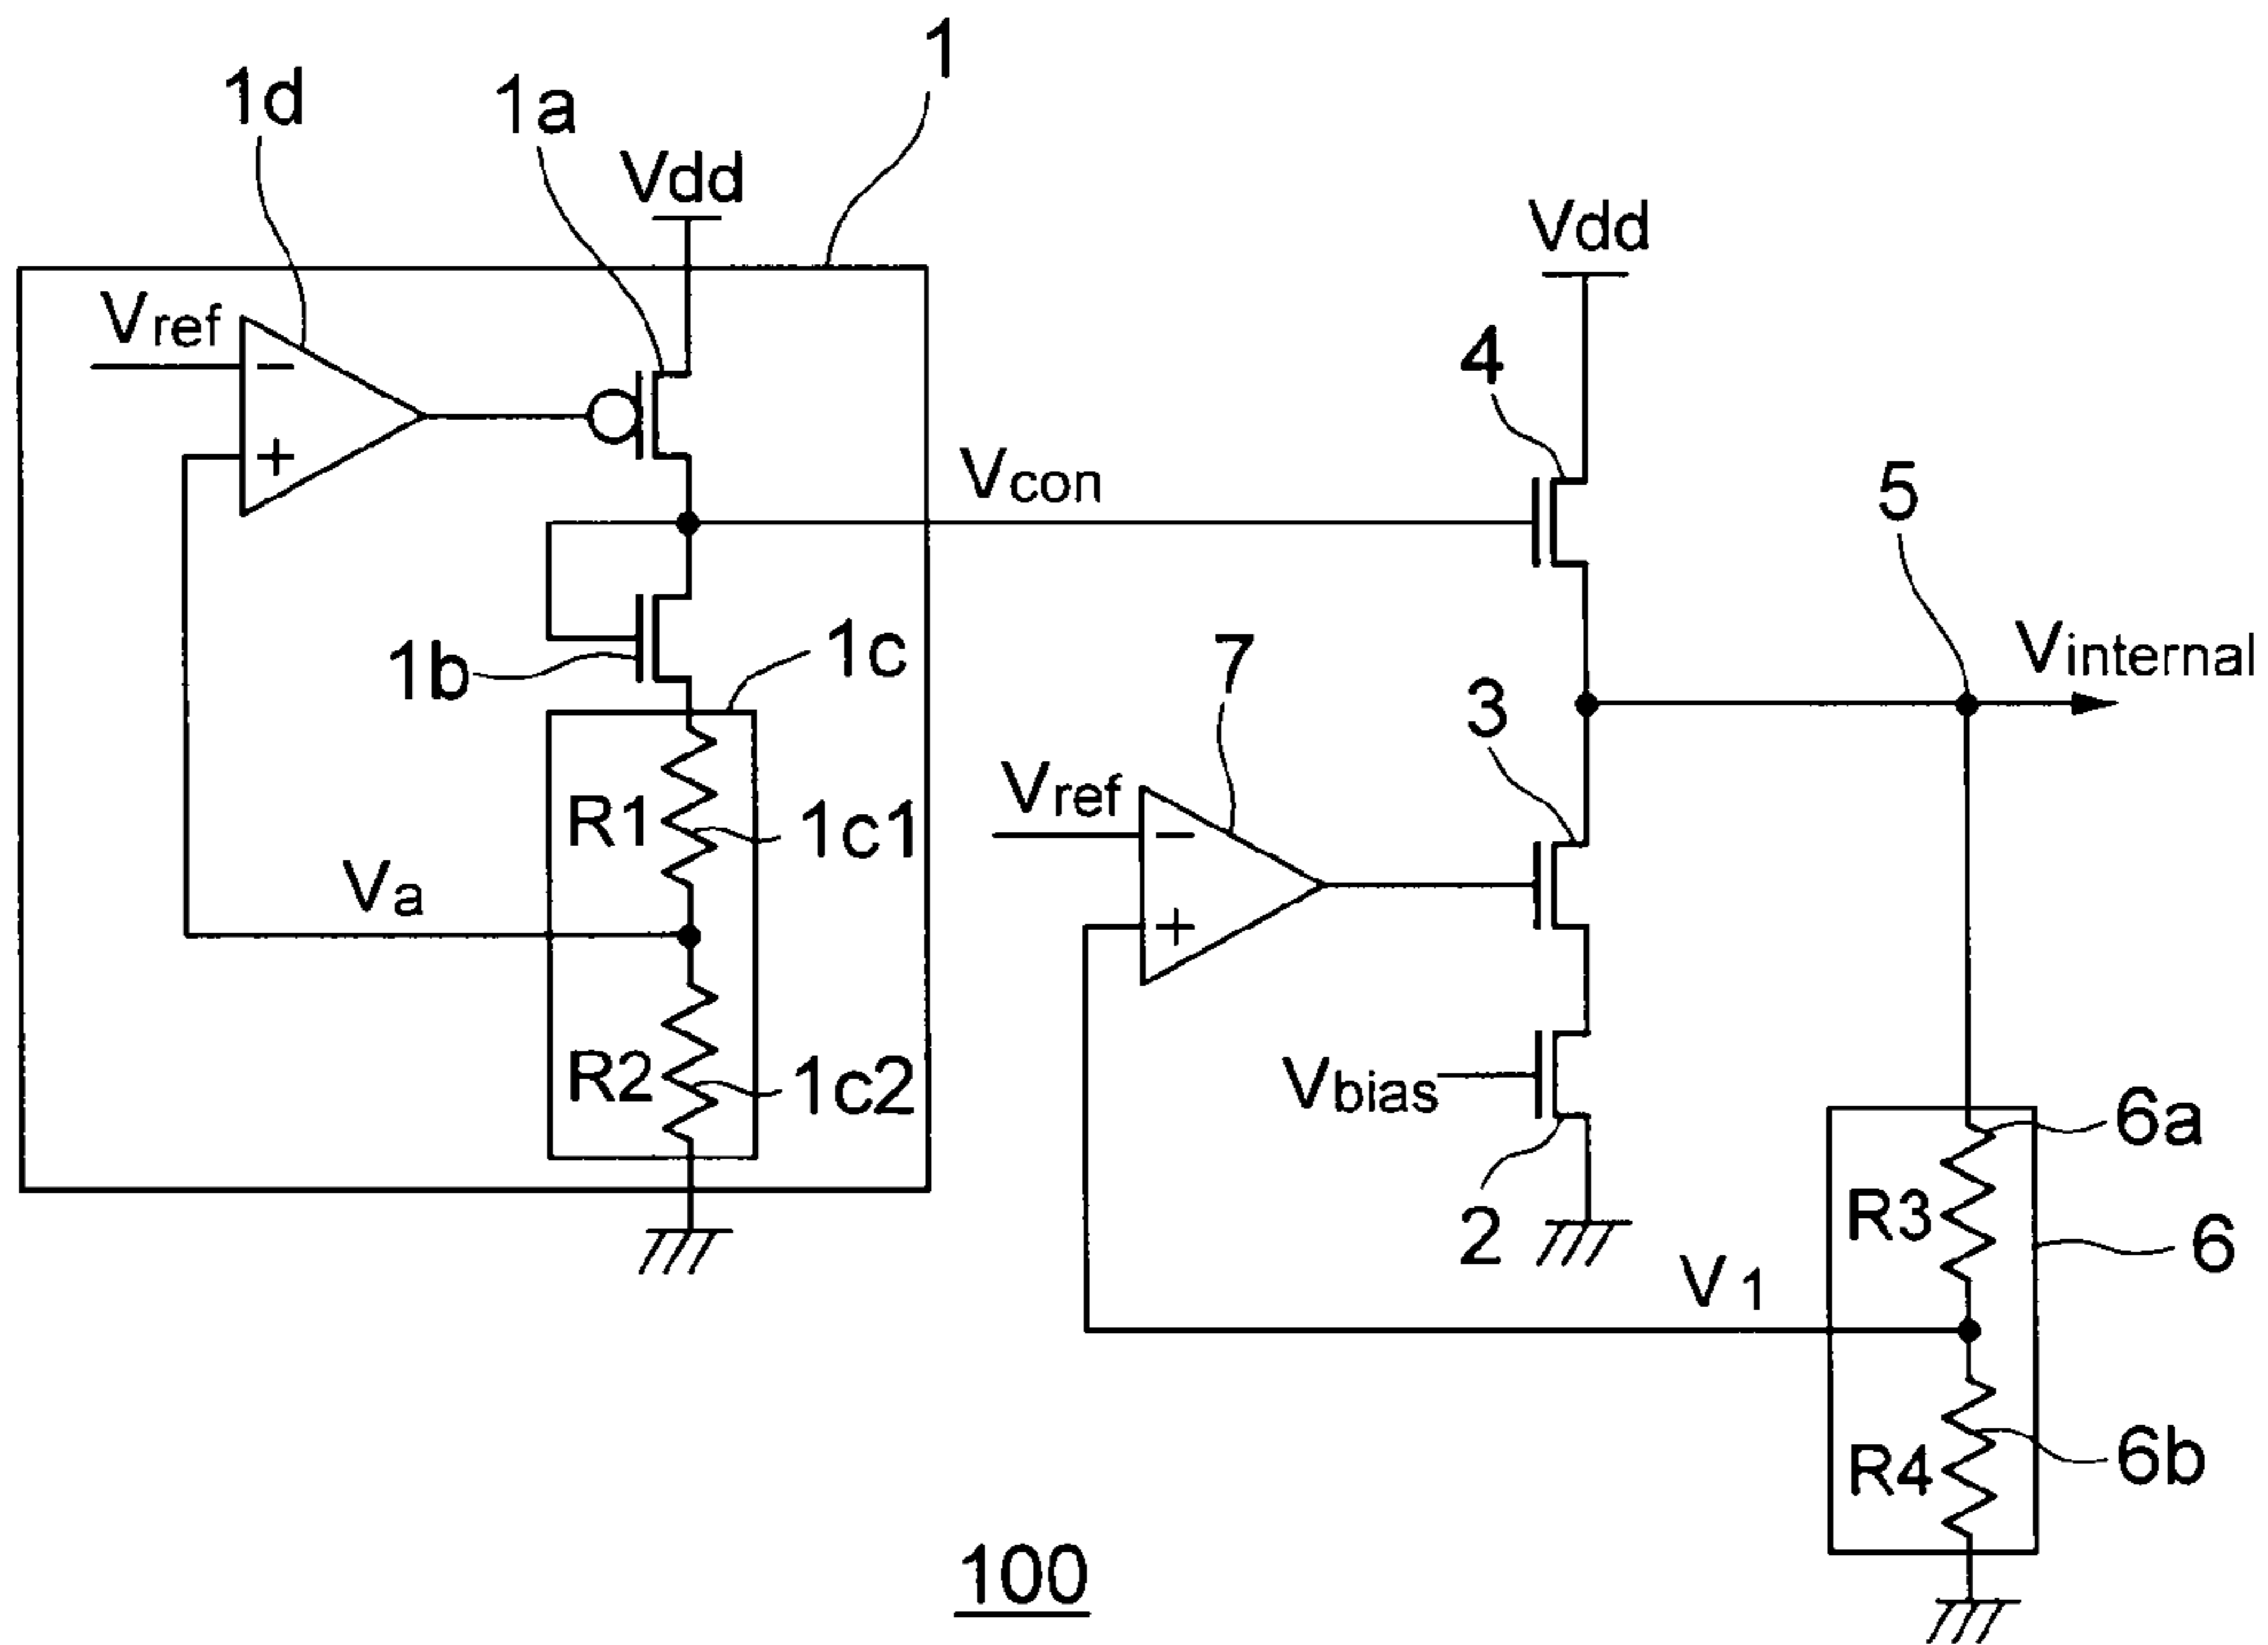 1
1d
1a
Vdd
Vdd
Vref
−
+
4
Vcon
5
Vinternal
1b
1c
7
3
R1
1c1
Vref
−
+
Va
R2
1c2
Vbias
2
6a
R3
6
V1
R4
6b
100